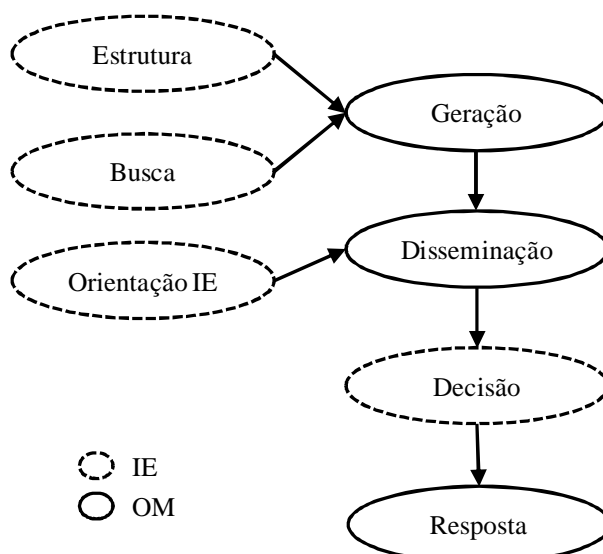 Estrutura
Geração
Busca
Disseminação
Orientação IE
Decisão
IE
OM
Resposta